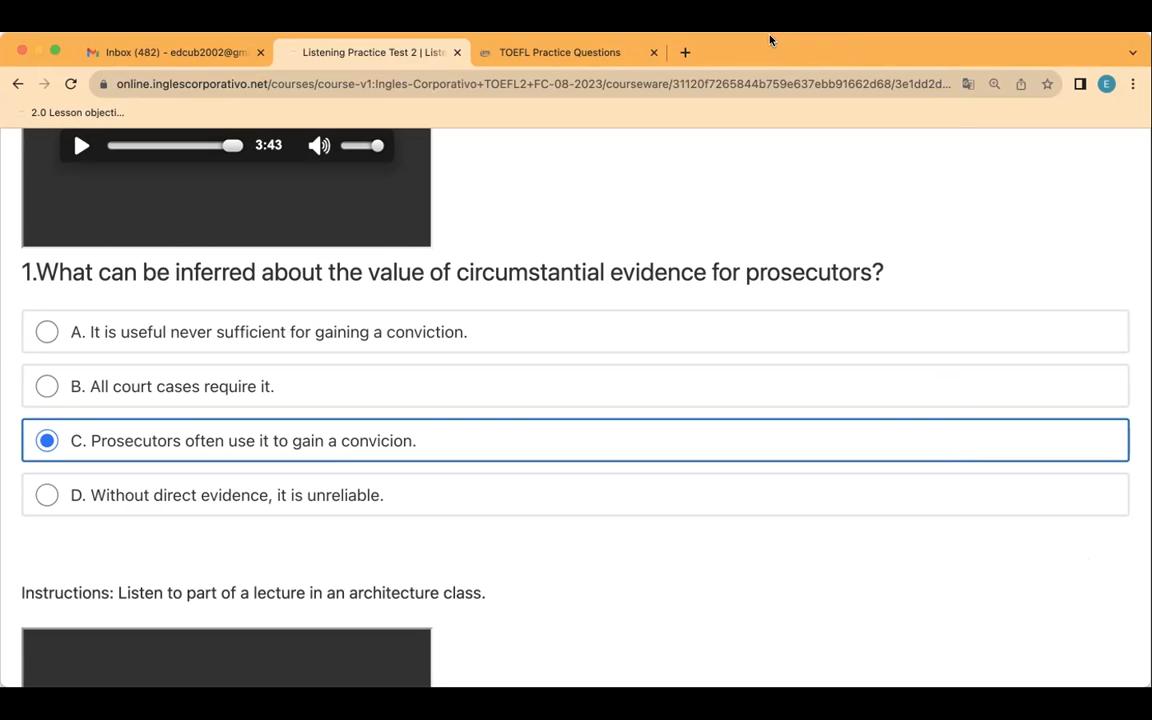 Inbox (482) - edcub2002@gm
Listening Practice Test 2 | List
TOEFL Practice Questions
online.inglescorporativo.net/courses/course-v1:Ingles-Corporativo+TOEFL2+FC-08-2023/courseware/31120f7265844b759e637ebb91662d68/3e1dd2d...
E
2.0 Lesson objecti...
3:43
1.What can be inferred about the value of circumstantial evidence for prosecutors?
A. It is useful never sufficient for gaining a conviction.
B. All court cases require it.
C. Prosecutors often use it to gain a convicion.
D. Without direct evidence, it is unreliable.
Instructions: Listen to part of a lecture in an architecture class.